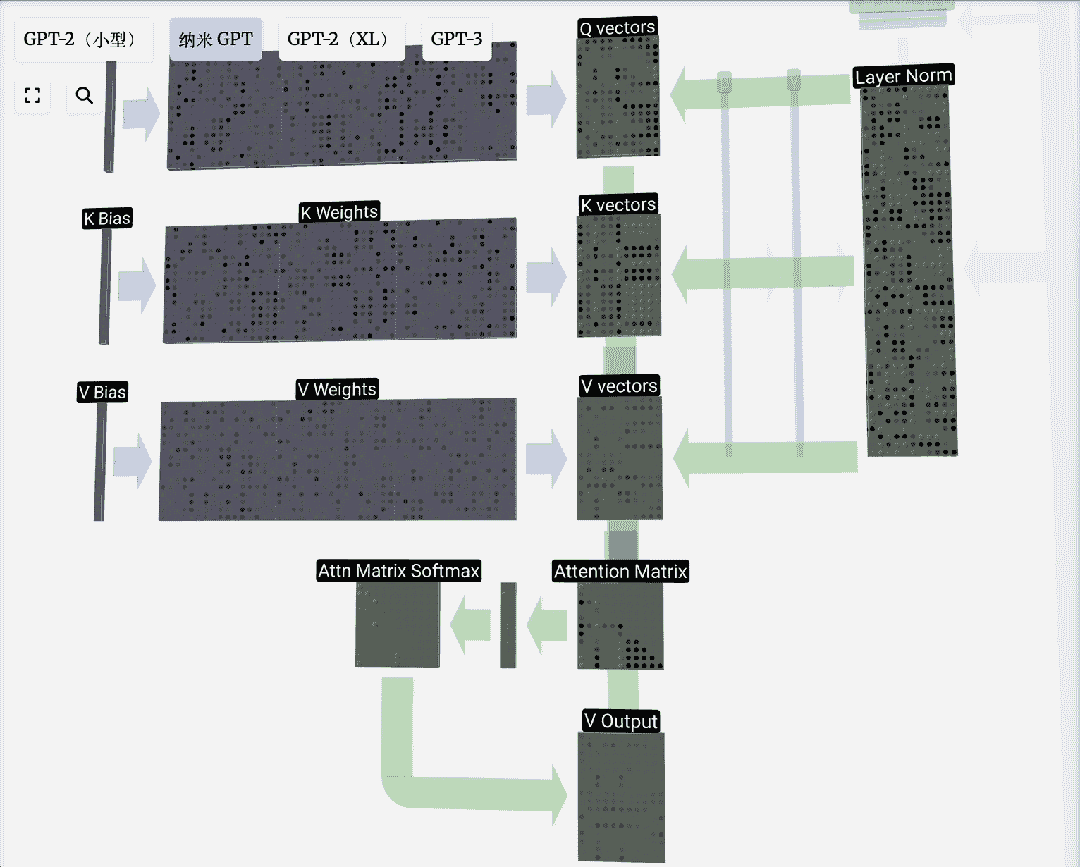 GPT-2（小型） 纳米 GPT GPT-2（XL） GPT-3
Q vectors
Layer Norm
K Bias
K Weights
K vectors
V Bias
V Weights
V vectors
Attn Matrix Softmax
Attention Matrix
V Output